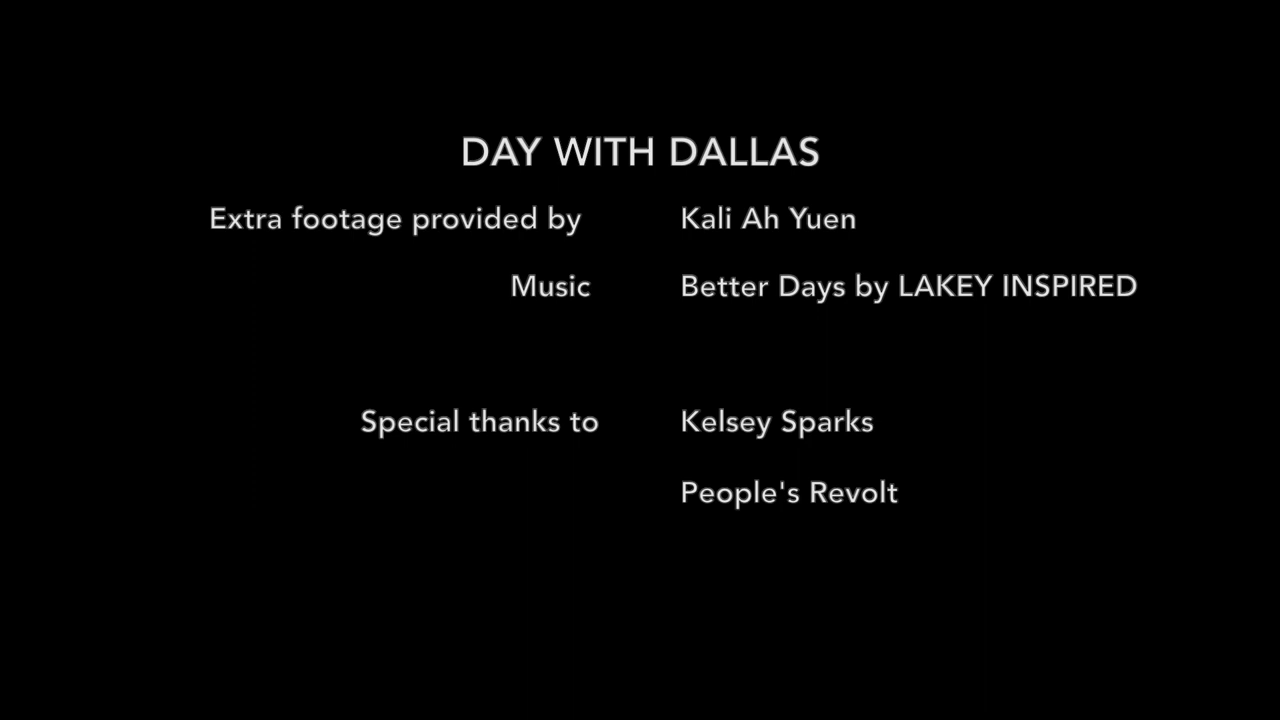 DAY WITH DALLAS
Extra footage provided by Kali Ah Yuen
Music Better Days by LAKEY INSPIRED
Special thanks to Kelsey Sparks
People's Revolt